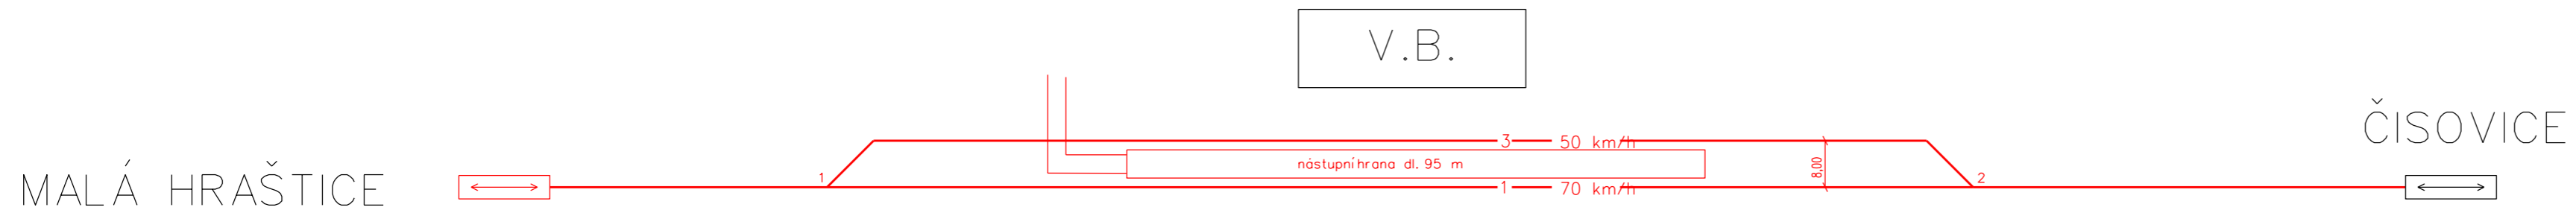 V.B.
ČISOVICE
3 50 km/h
nástupní hrana dl. 95 m
8,00
MALÁ HRAŠTICE
1
1 70 km/h
2